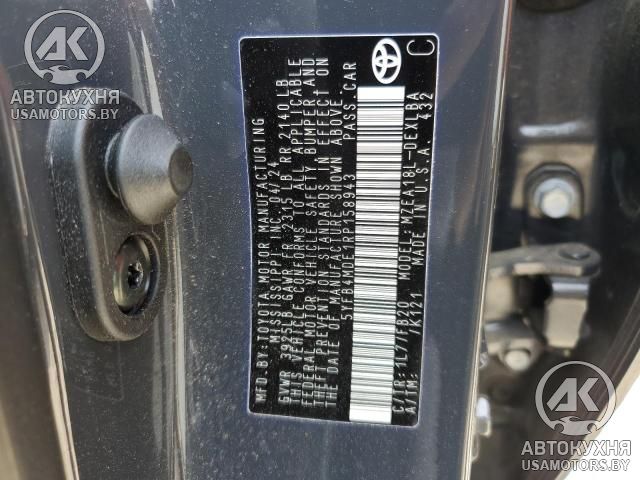 АК
АВТОКУХНЯ
USAMOTORS.BY
MFD. BY: TOYOTA MOTOR MANUFACTURING
MISSISSIPPI INC. 04/24
GVWR 3925LB GAWR FR 2315 LB RR 2140 LB
THIS VEHICLE CONFORMS TO ALL APPLICABLE
FEDERAL MOTOR VEHICLE SAFETY, BUMPER, AND
THEFT PREVENTION STANDARDS IN EFFECT ON
THE DATE OF MANUFACTURE SHOWN ABOVE.
5YFB4MDE1RP158943 PASS. CAR
C/TR: 1L7/FB20 MODEL: MZEA18L-DEXLBA
A/TM: /K121 MADE IN U.S.A. 432
C
АК
АВТОКУХНЯ
USAMOTORS.BY